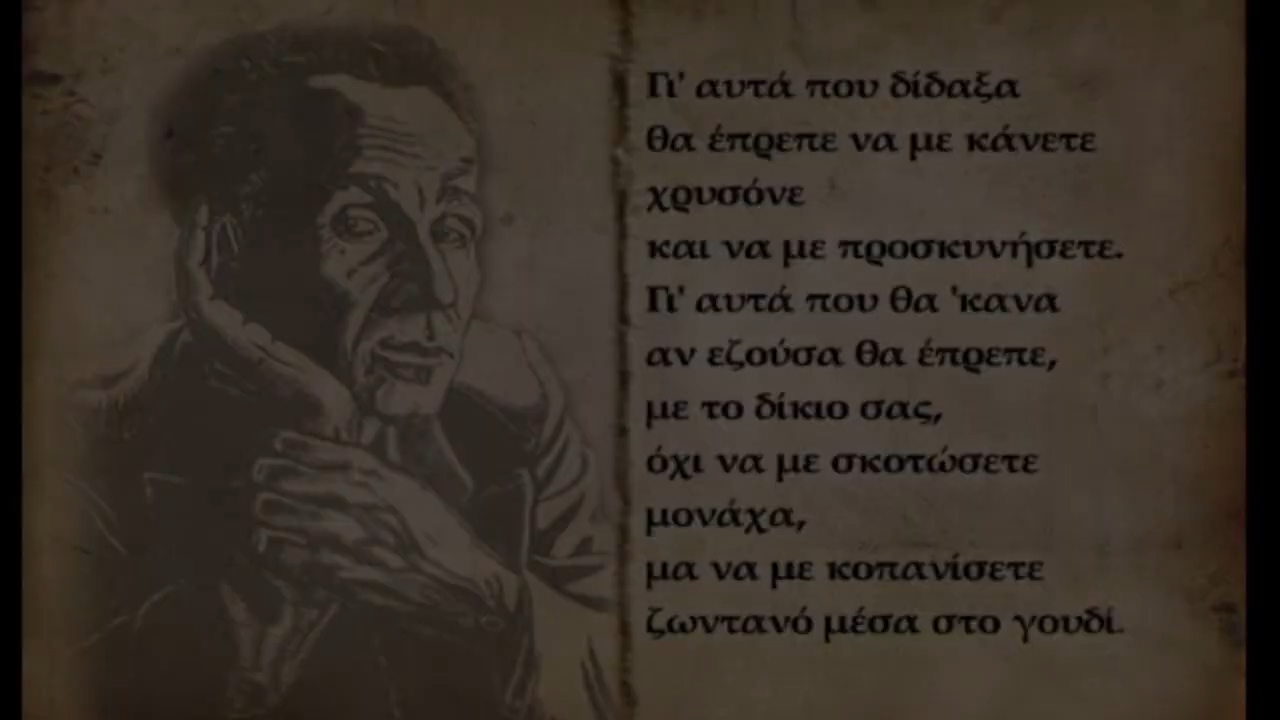 Γι' αυτά που δίδαξα
θα έπρεπε να με κάνετε
χρυσόνε
και να με προσκυνήσετε.
Γι' αυτά που θα 'κανα
αν εζούσα θα έπρεπε,
με το δίκιο σας,
όχι να με σκοτώσετε
μονάχα,
μα να με κοπανίσετε
ζωντανό μέσα στο γουδί.